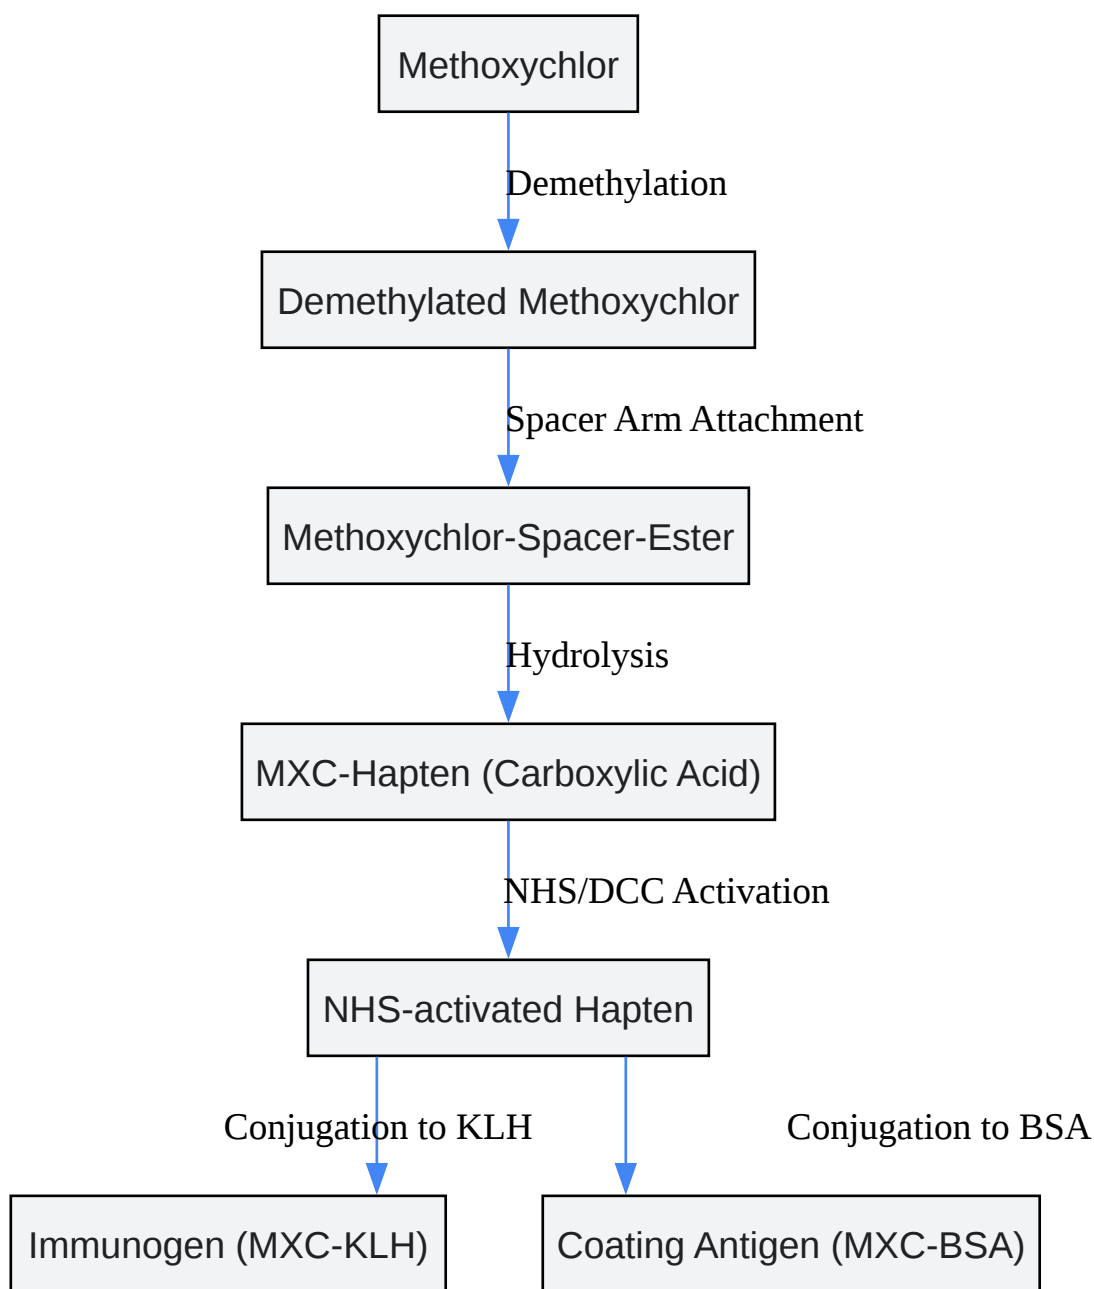 Methoxychlor
Demethylation
Demethylated Methoxychlor
Spacer Arm Attachment
Methoxychlor-Spacer-Ester
Hydrolysis
MXC-Hapten (Carboxylic Acid)
NHS/DCC Activation
NHS-activated Hapten
Conjugation to KLH
Conjugation to BSA
Immunogen (MXC-KLH)
Coating Antigen (MXC-BSA)